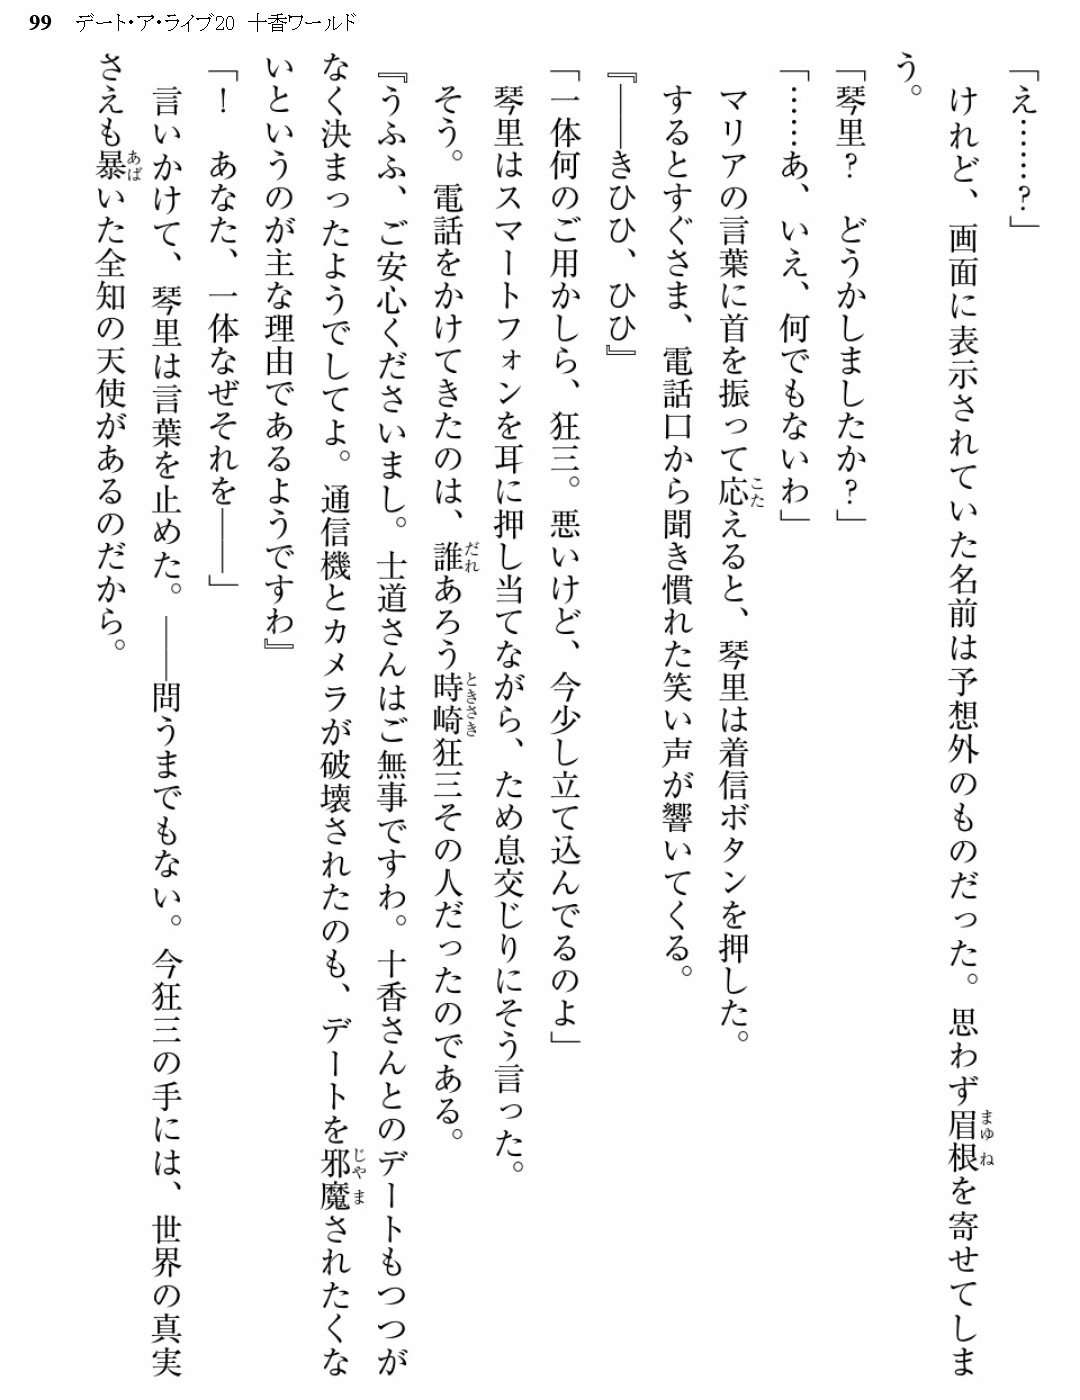 99 デート・ア・ライブ20 十香ワールド
「え……?」
けれど、画面に表示されていた名前は予想外のものだった。思わず眉根を寄せてしま
う。
「琴里? どうかしましたか?」
「……あ、いえ、何でもないわ」
マリアの言葉に首を振って応えると、琴里は着信ボタンを押した。
するとすぐさま、電話口から聞き慣れた笑い声が響いてくる。
『――きひひ、ひひ』
「一体何のご用かしら、狂三。悪いけど、今少し立て込んでるのよ」
琴里はスマートフォンを耳に押し当てながら、ため息交じりにそう言った。
そう。電話をかけてきたのは、誰あろう時崎狂三その人だったのである。
『うふふ、ご安心くださいまし。士道さんはご無事ですわ。十香さんとのデートもつつが
なく決まったようでしてよ。通信機とカメラが破壊されたのも、デートを邪魔されたくな
いというのが主な理由であるようですわ』
「! あなた、一体なぜそれを――」
言いかけて、琴里は言葉を止めた。――問うまでもない。今狂三の手には、世界の真実
さえも暴いた全知の天使があるのだから。